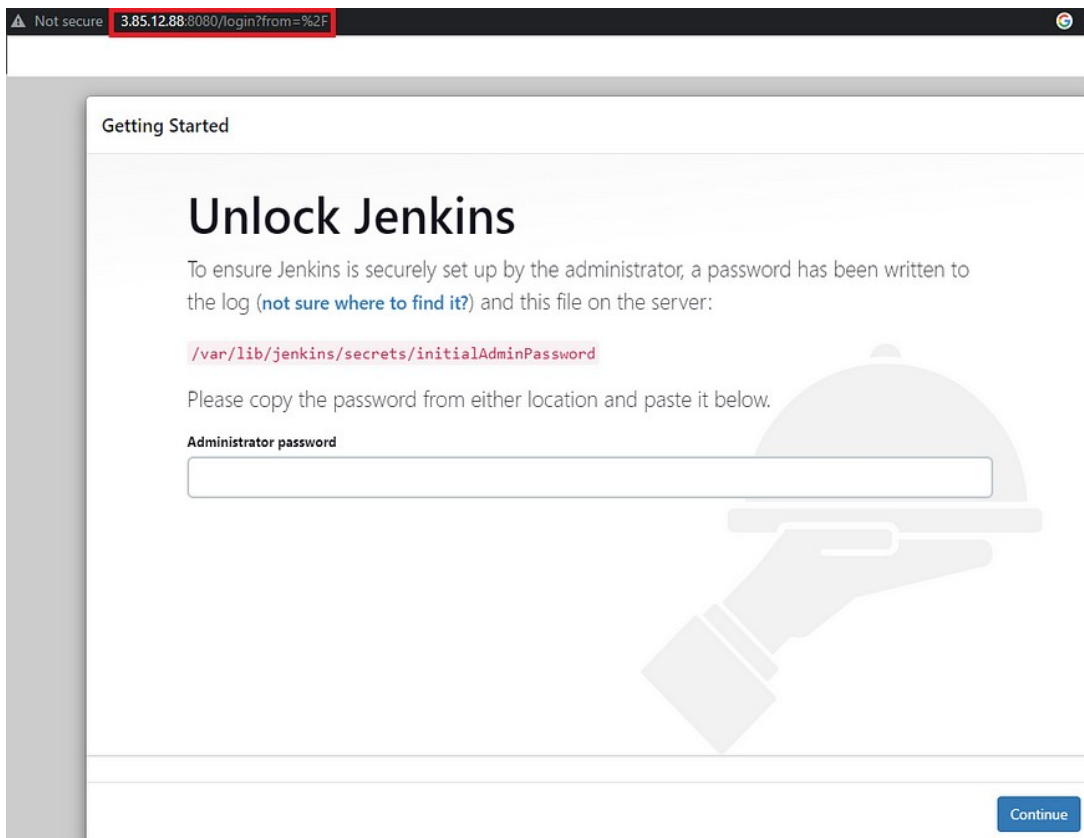 Not secure 3.85.12.88:8080/login?from=%2F
Getting Started
Unlock Jenkins
To ensure Jenkins is securely set up by the administrator, a password has been written to
the log (not sure where to find it?) and this file on the server:
/var/lib/jenkins/secrets/initialAdminPassword
Please copy the password from either location and paste it below.
Administrator password
Continue